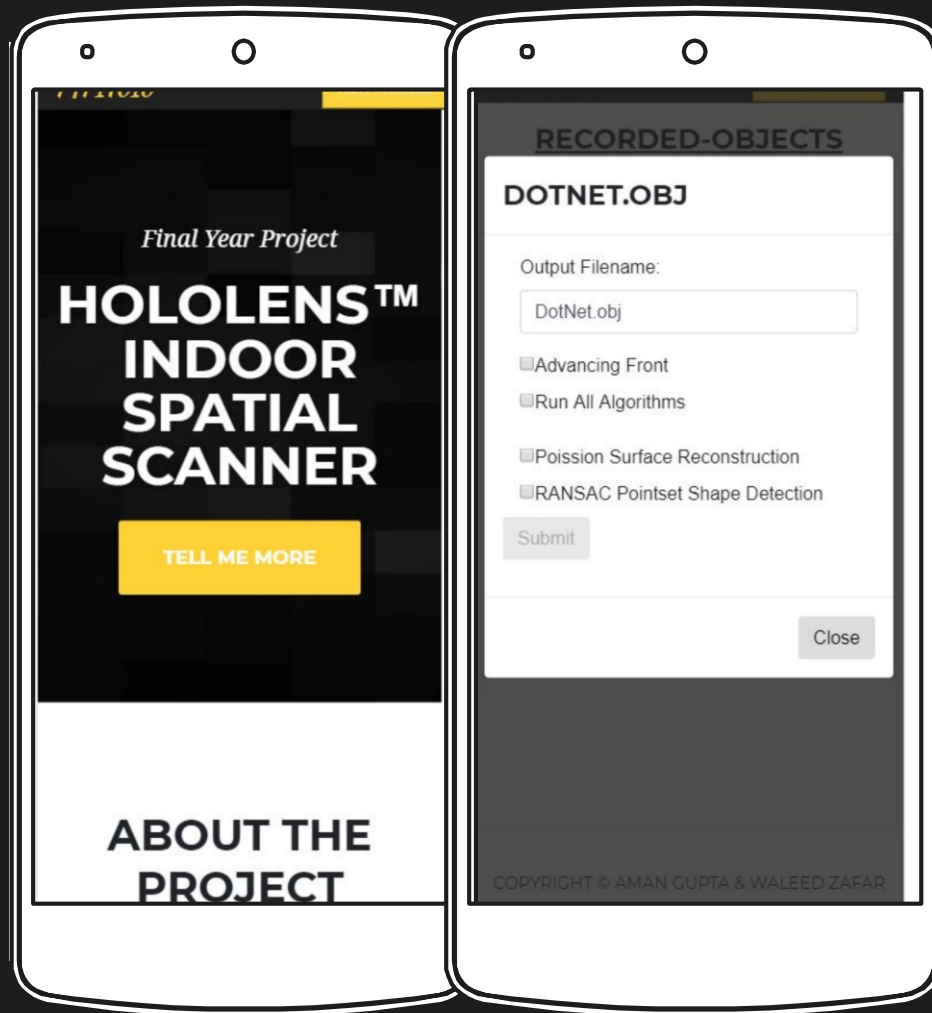 Final Year Project
HOLOLENS™
INDOOR
SPATIAL
SCANNER
TELL ME MORE
ABOUT THE
PROJECT
RECORDED-OBJECTS
DOTNET.OBJ
Output Filename:
DotNet.obj
Advancing Front
Run All Algorithms
Poission Surface Reconstruction
RANSAC Pointset Shape Detection
Submit
Close
COPYRIGHT © AMAN GUPTA & WALEED ZAFAR